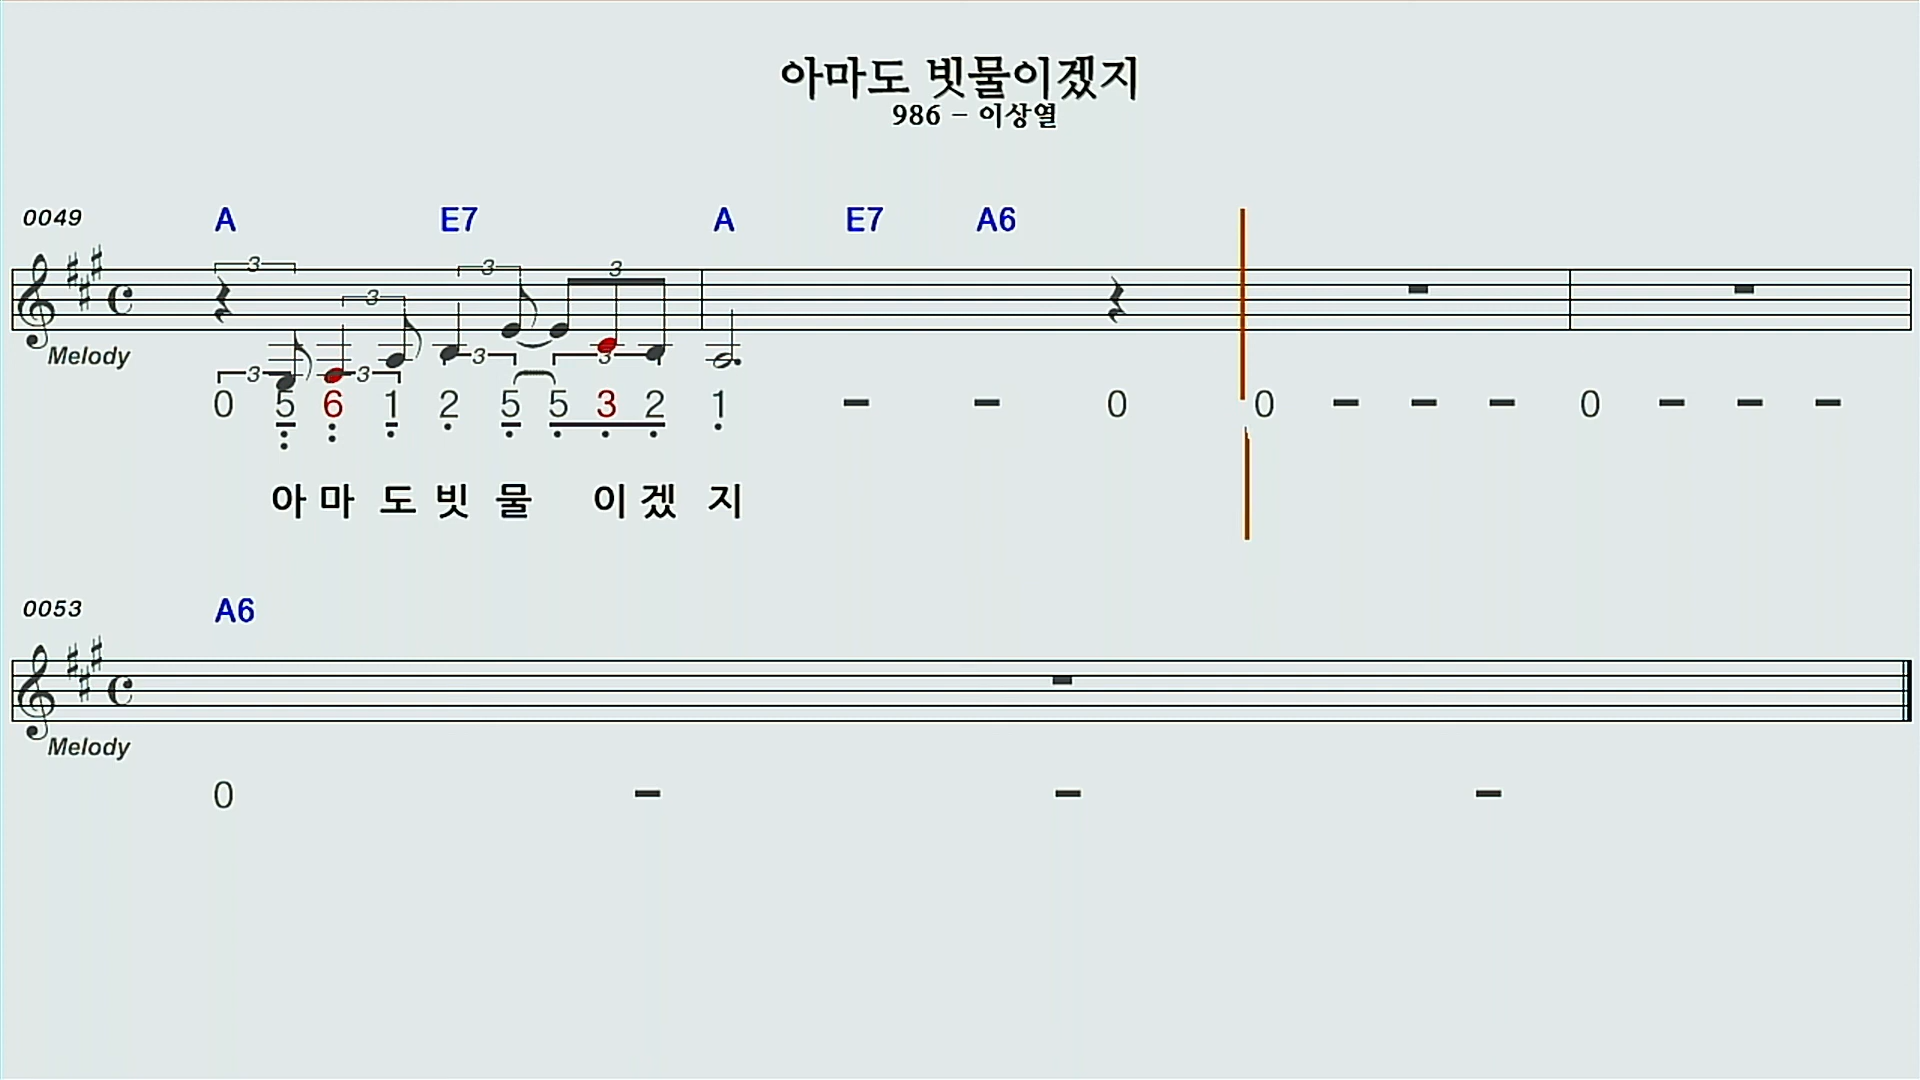 아마도 빗물이겠지
986 - 이상열
0049 A E7 A E7 A6
3 3 3 3
Melody
3 3 3 3
0 5 6 1 2 5 5 3 2 1 - - 0 0 - - - 0 - - -
아 마 도 빗 물 이 겠 지
0053 A6
Melody
0 - - -